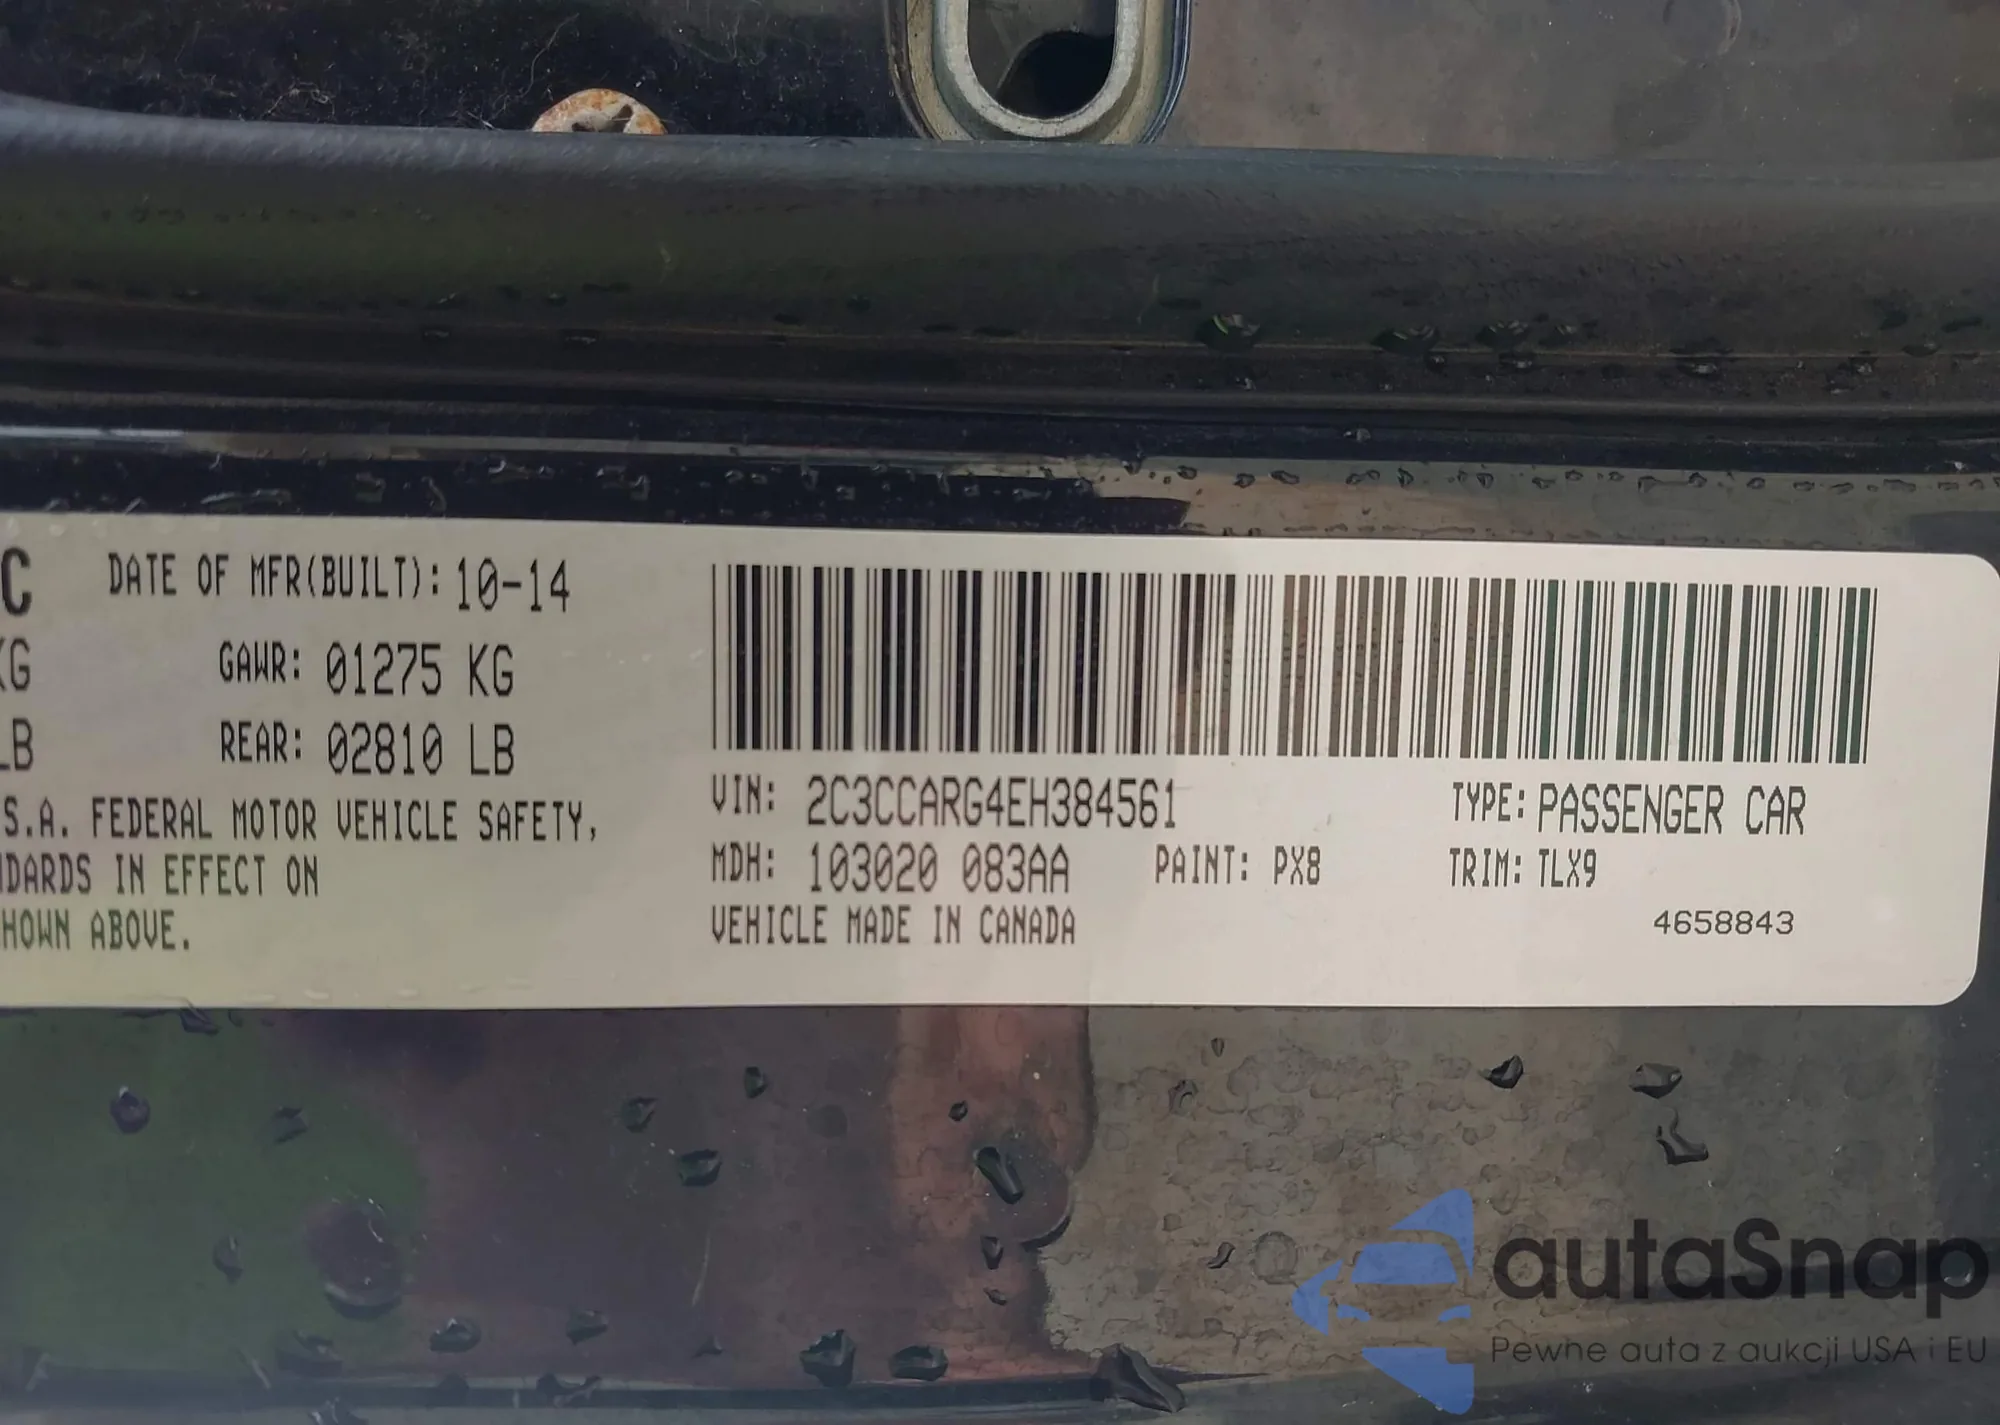 C DATE OF MFR(BUILT): 10-14
KG GAWR: 01275 KG
LB REAR: 02810 LB
S.A. FEDERAL MOTOR VEHICLE SAFETY,
NDARDS IN EFFECT ON
HOWN ABOVE.
VIN: 2C3CCARG4EH384561 TYPE: PASSENGER CAR
MDH: 103020 083AA PAINT: PX8 TRIM: TLX9
VEHICLE MADE IN CANADA
4658843
autaSnap
Pewne auta z aukcji USA i EU